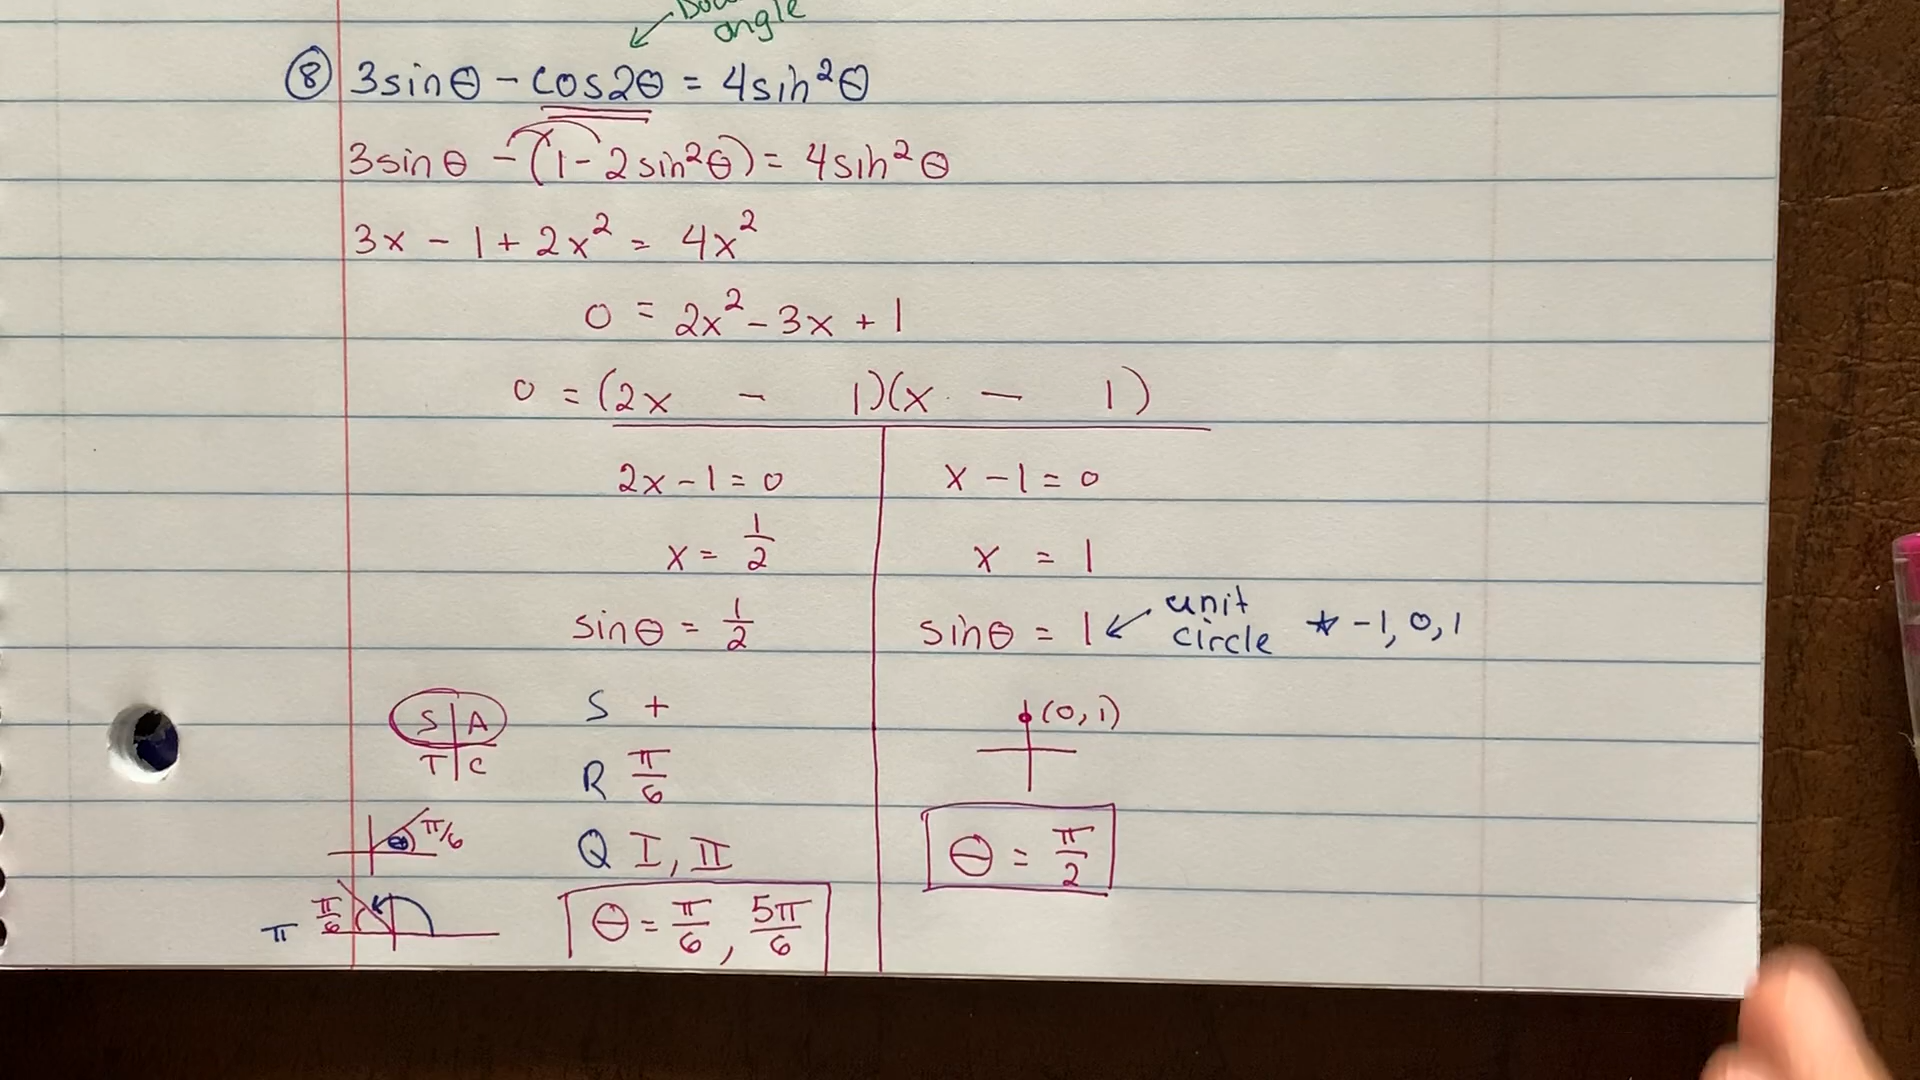 angle
⑧ 3sinθ - cos2θ = 4sin²θ
3sinθ - (1 - 2sin²θ) = 4sin²θ
3x - 1 + 2x² = 4x²
0 = 2x² - 3x + 1
0 = (2x - 1)(x - 1)
2x - 1 = 0
x = 1/2
sinθ = 1/2
S A
T C
S +
R π/6
Q I, II
π/6
θ
π π/6
θ = π/6, 5π/6
x - 1 = 0
x = 1
sinθ = 1
unit
circle
* -1, 0, 1
(0, 1)
θ = π/2